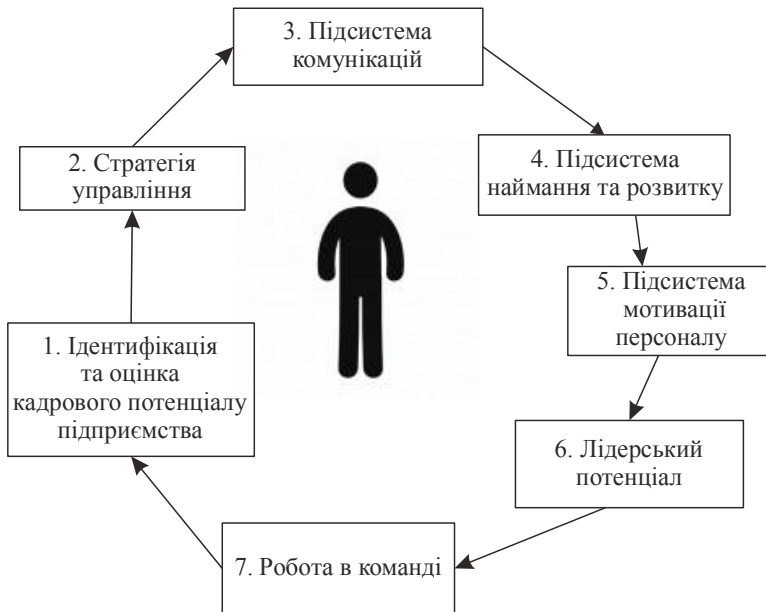 3. Підсистема
комунікацій
2. Стратегія
управління
4. Підсистема
наймання та розвитку
5. Підсистема
мотивації
персоналу
1. Ідентифікація
та оцінка
кадрового потенціалу
підприємства
6. Лідерський
потенціал
7. Робота в команді